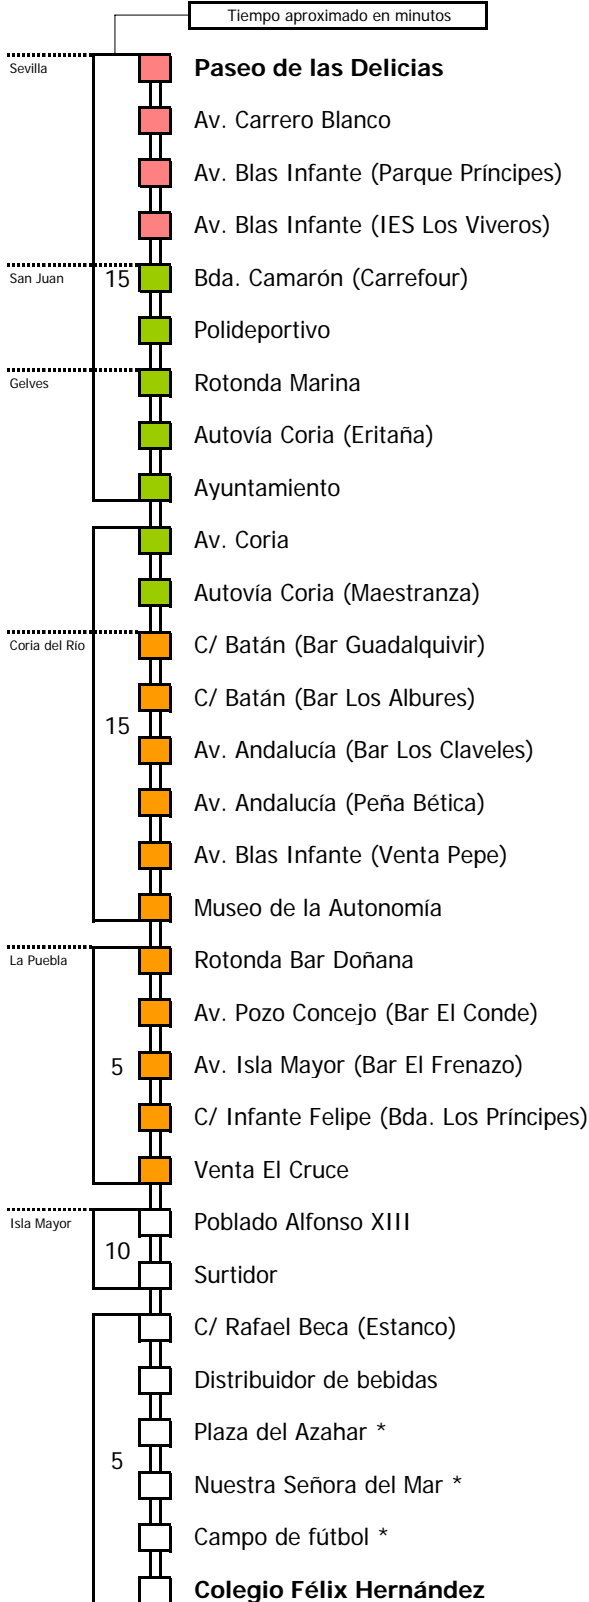 Tiempo aproximado en minutos
Sevilla
Paseo de las Delicias
Av. Carrero Blanco
Av. Blas Infante (Parque Príncipes)
Av. Blas Infante (IES Los Viveros)
San Juan
15
Bda. Camarón (Carrefour)
Polideportivo
Gelves
Rotonda Marina
Autovía Coria (Eritaña)
Ayuntamiento
Av. Coria
Autovía Coria (Maestranza)
Coria del Río
C/ Batán (Bar Guadalquivir)
C/ Batán (Bar Los Albures)
15
Av. Andalucía (Bar Los Claveles)
Av. Andalucía (Peña Bética)
Av. Blas Infante (Venta Pepe)
Museo de la Autonomía
La Puebla
Rotonda Bar Doñana
Av. Pozo Concejo (Bar El Conde)
5
Av. Isla Mayor (Bar El Frenazo)
C/ Infante Felipe (Bda. Los Príncipes)
Venta El Cruce
Isla Mayor
Poblado Alfonso XIII
10
Surtidor
C/ Rafael Beca (Estanco)
Distribuidor de bebidas
Plaza del Azahar *
5
Nuestra Señora del Mar *
Campo de fútbol *
Colegio Félix Hernández